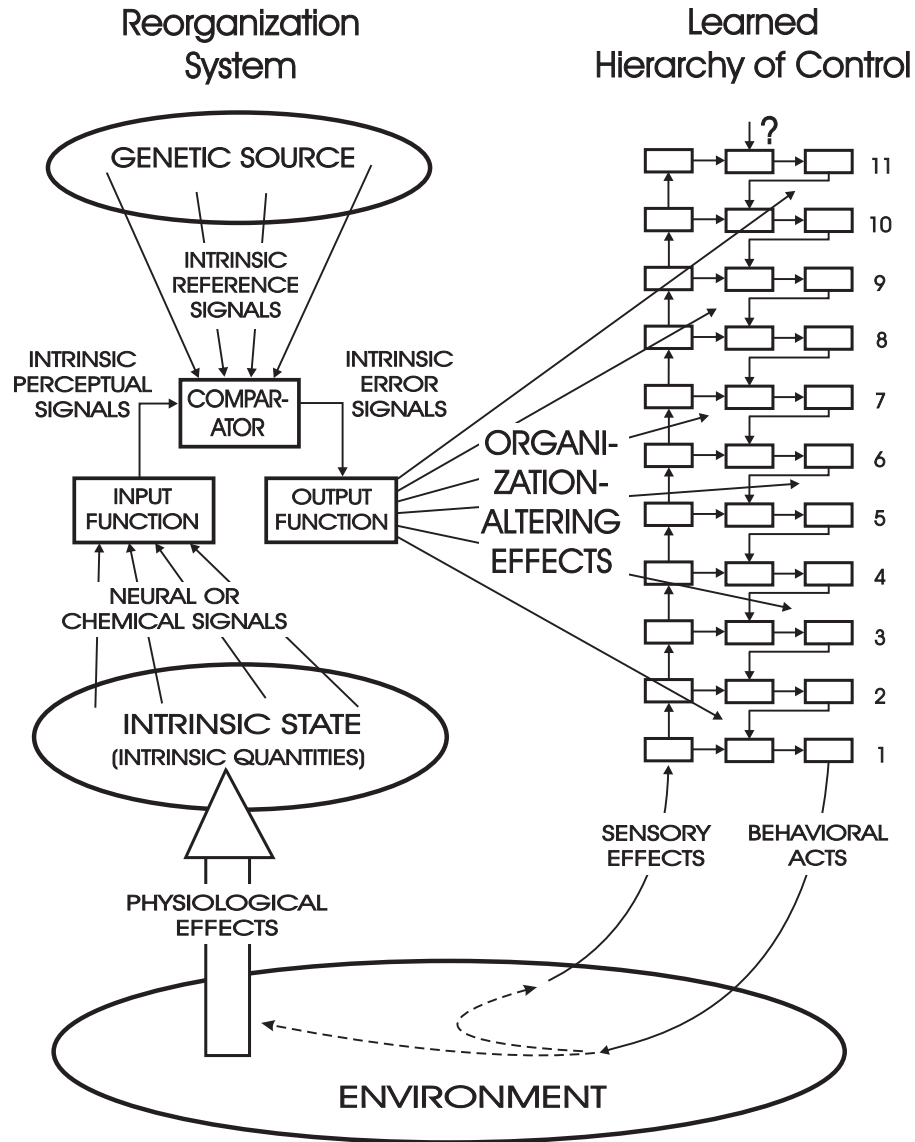 Reorganization
System
Learned
Hierarchy of Control
GENETIC SOURCE
INTRINSIC
REFERENCE
SIGNALS
INTRINSIC
PERCEPTUAL
SIGNALS
COMPAR-
ATOR
INTRINSIC
ERROR
SIGNALS
INPUT
FUNCTION
OUTPUT
FUNCTION
NEURAL OR
CHEMICAL SIGNALS
INTRINSIC STATE
(INTRINSIC QUANTITIES)
PHYSIOLOGICAL
EFFECTS
ORGANI-
ZATION-
ALTERING
EFFECTS
?
11
10
9
8
7
6
5
4
3
2
1
SENSORY
EFFECTS
BEHAVIORAL
ACTS
ENVIRONMENT